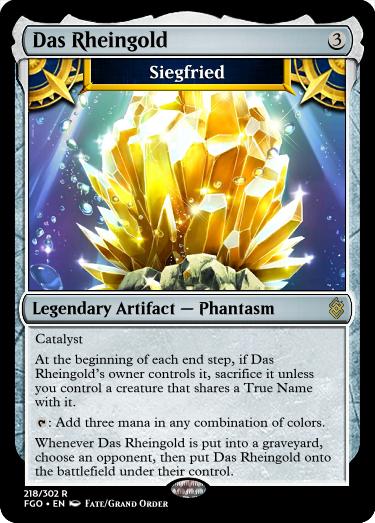 Das Rheingold 3
Siegfried
Legendary Artifact — Phantasm
Catalyst
At the beginning of each end step, if Das
Rheingold's owner controls it, sacrifice it unless
you control a creature that shares a True Name
with it.
: Add three mana in any combination of colors.
Whenever Das Rheingold is put into a graveyard,
choose an opponent, then put Das Rheingold onto
the battlefield under their control.
218/302 R
FGO • EN Fate/Grand Order